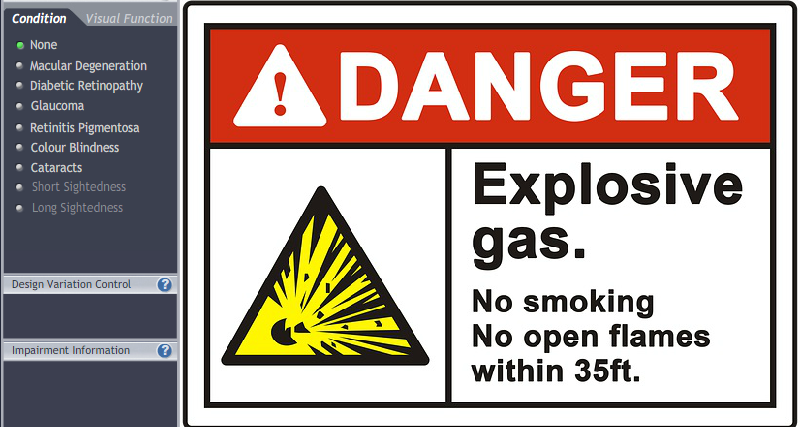 Condition
Visual Function
None
Macular Degeneration
Diabetic Retinopathy
Glaucoma
Retinitis Pigmentosa
Colour Blindness
Cataracts
Short Sightedness
Long Sightedness
Design Variation Control ?
Impairment Information ?
! DANGER
Explosive
gas.
No smoking
No open flames
within 35ft.